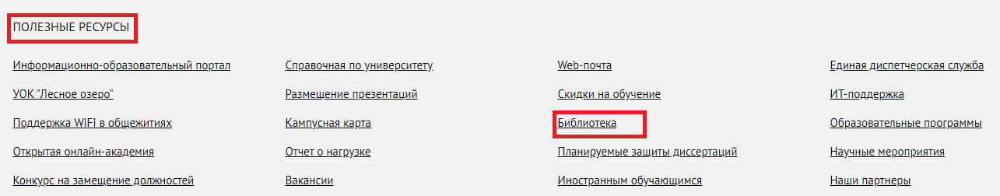 ПОЛЕЗНЫЕ РЕСУРСЫ
Информационно-образовательный портал
Справочная по университету
Web-почта
Единая диспетчерская служба
УОК "Лесное озеро"
Размещение презентаций
Скидки на обучение
ИТ-поддержка
Поддержка WiFi в общежитиях
Кампусная карта
Библиотека
Образовательные программы
Открытая онлайн-академия
Отчет о нагрузке
Планируемые защиты диссертаций
Научные мероприятия
Конкурс на замещение должностей
Вакансии
Иностранным обучающимся
Наши партнеры